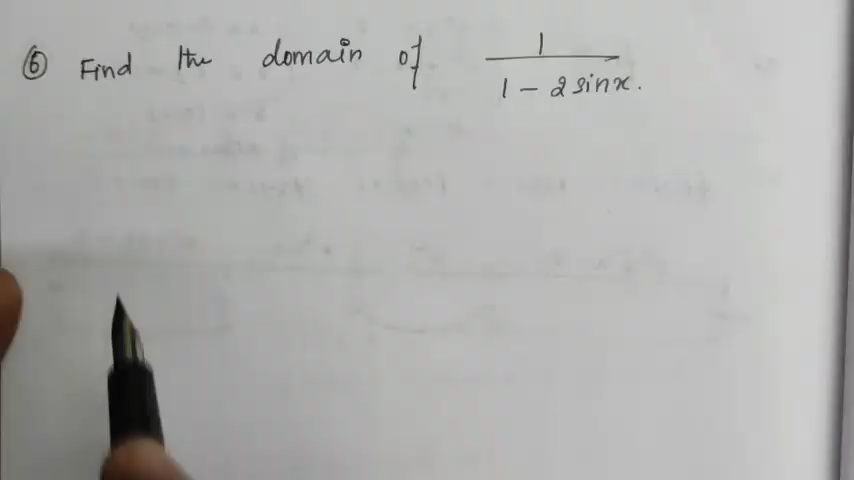 ⑥ Find the domain of 1 / (1 - 2 sinx.